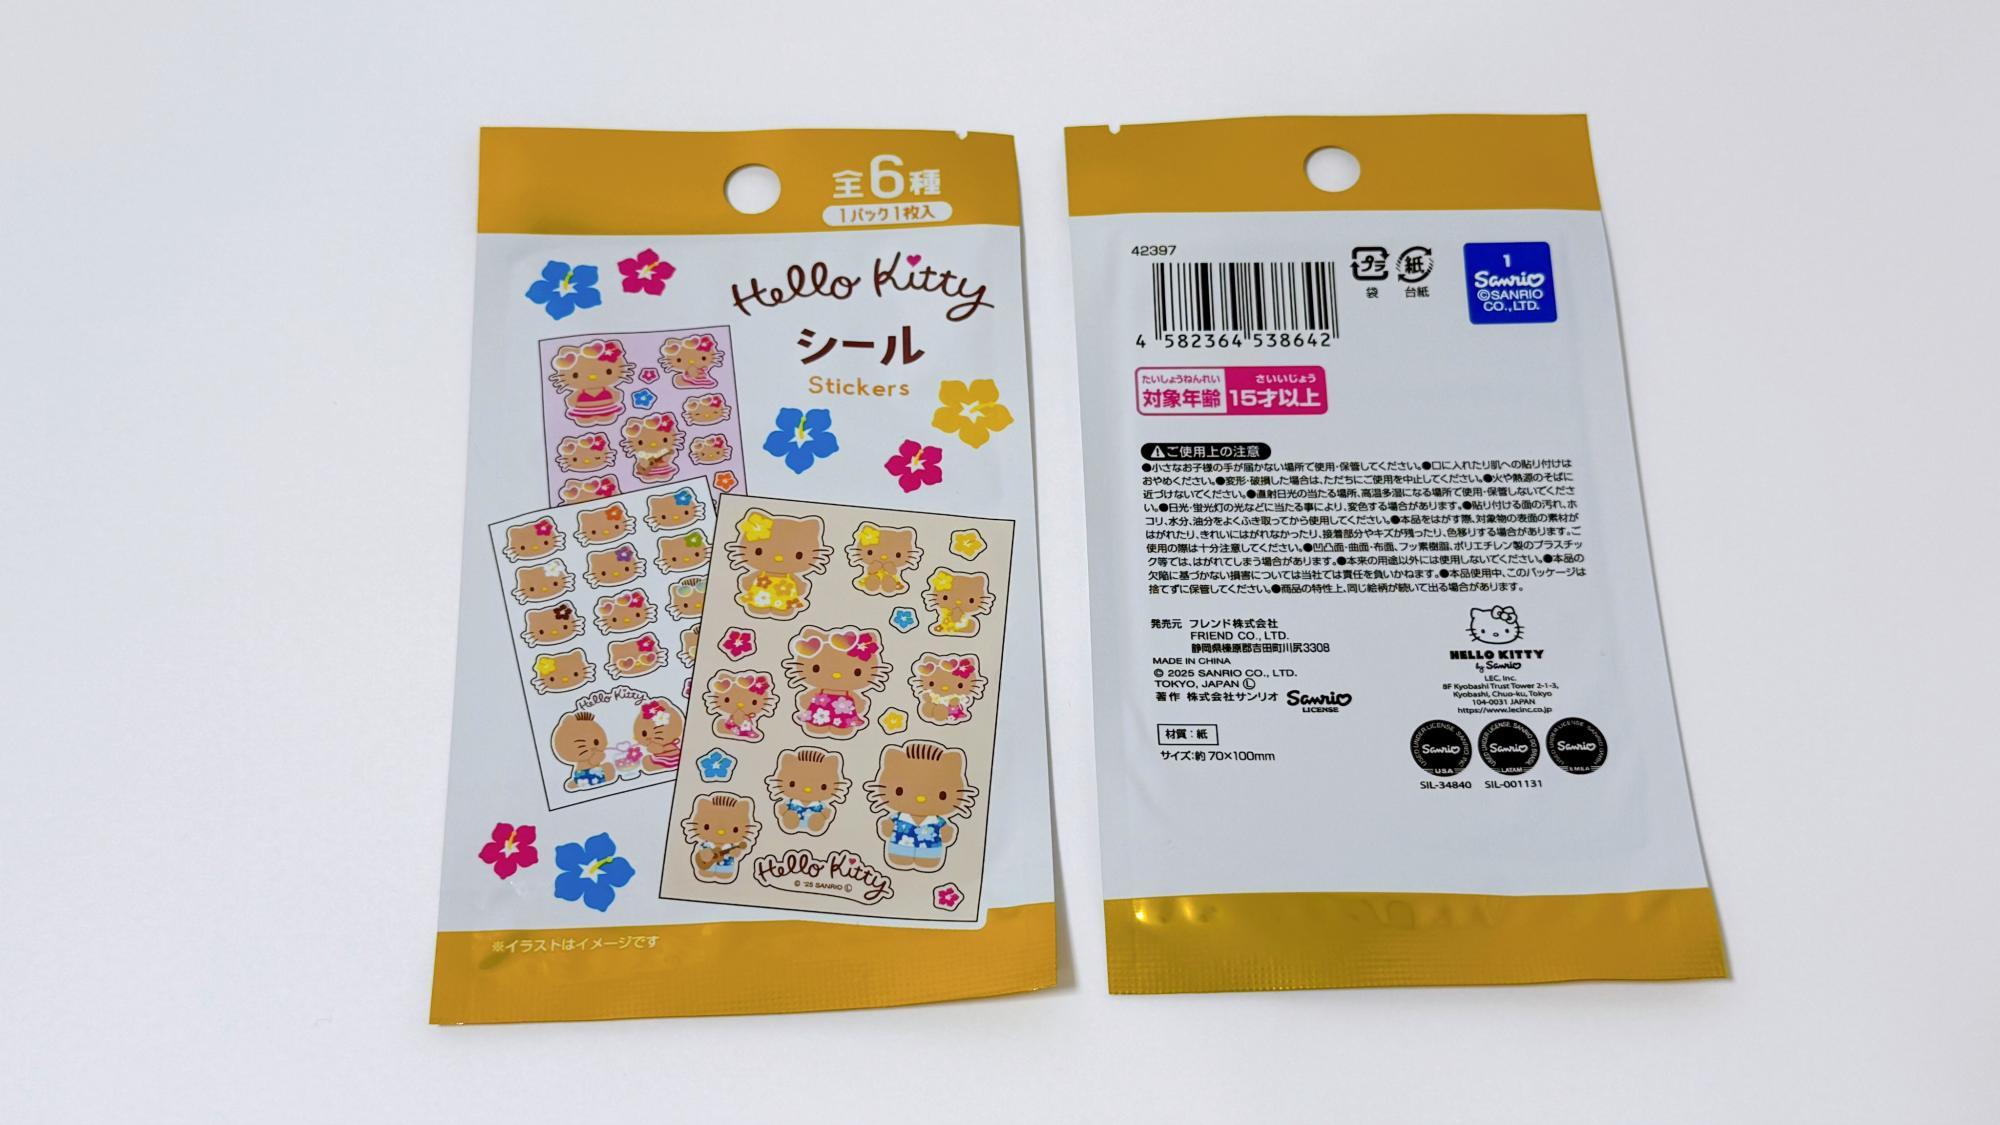 全6種
1パック1枚入
Hello Kitty
シール
Stickers
Hello Kitty
Hello Kitty
© '25 SANRIO Ⓛ
※イラストはイメージです
42397
4 582364 538642
プラ
袋
紙
台紙
1
Sanrio
©SANRIO
CO.,LTD.
たいしょうねんれい さいいじょう
対象年齢 15才以上
ご使用上の注意
●小さなお子様の手が届かない場所で使用・保管してください。●口に入れたり肌への貼り付けは
おやめください。●変形・破損した場合は、ただちにご使用を中止してください。●火や熱源のそばに
近づけないでください。●直射日光の当たる場所、高温多湿になる場所で使用・保管しないでくださ
い。●日光・蛍光灯の光などに当たる事により、変色する場合があります。●貼り付ける面の汚れ、ホ
コリ、水分、油分をよくふき取ってから使用してください。●本品をはがす際、対象物の表面の素材が
はがれたり、きれいにはがれなかったり、接着部分やキズが残ったり、色移りする場合があります。ご
使用の際は十分注意してください。●凹凸面・曲面・布面、フッ素樹脂、ポリエチレン製のプラスチッ
ク等では、はがれてしまう場合があります。●本来の用途以外には使用しないでください。●本品の
欠陥に基づかない損害については当社では責任を負いかねます。●本品使用中、このパッケージは
捨てずに保管してください。●商品の特性上、同じ絵柄が続いて出る場合があります。
発売元 フレンド株式会社
FRIEND CO., LTD.
静岡県榛原郡吉田町川尻3308
MADE IN CHINA
© 2025 SANRIO CO., LTD.
TOKYO, JAPAN Ⓛ
著作 株式会社サンリオ
Sanrio
LICENSE
材質：紙
サイズ：約70×100mm
HELLO KITTY
by Sanrio
LEC, Inc.
8F Kyobashi Trust Tower 2-1-3,
Kyobashi, Chuo-ku, Tokyo
104-0031 JAPAN
https://www.lecinc.co.jp
Sanrio
USA
Sanrio
LATAM
Sanrio
EMEA
SIL-34840 SIL-001131